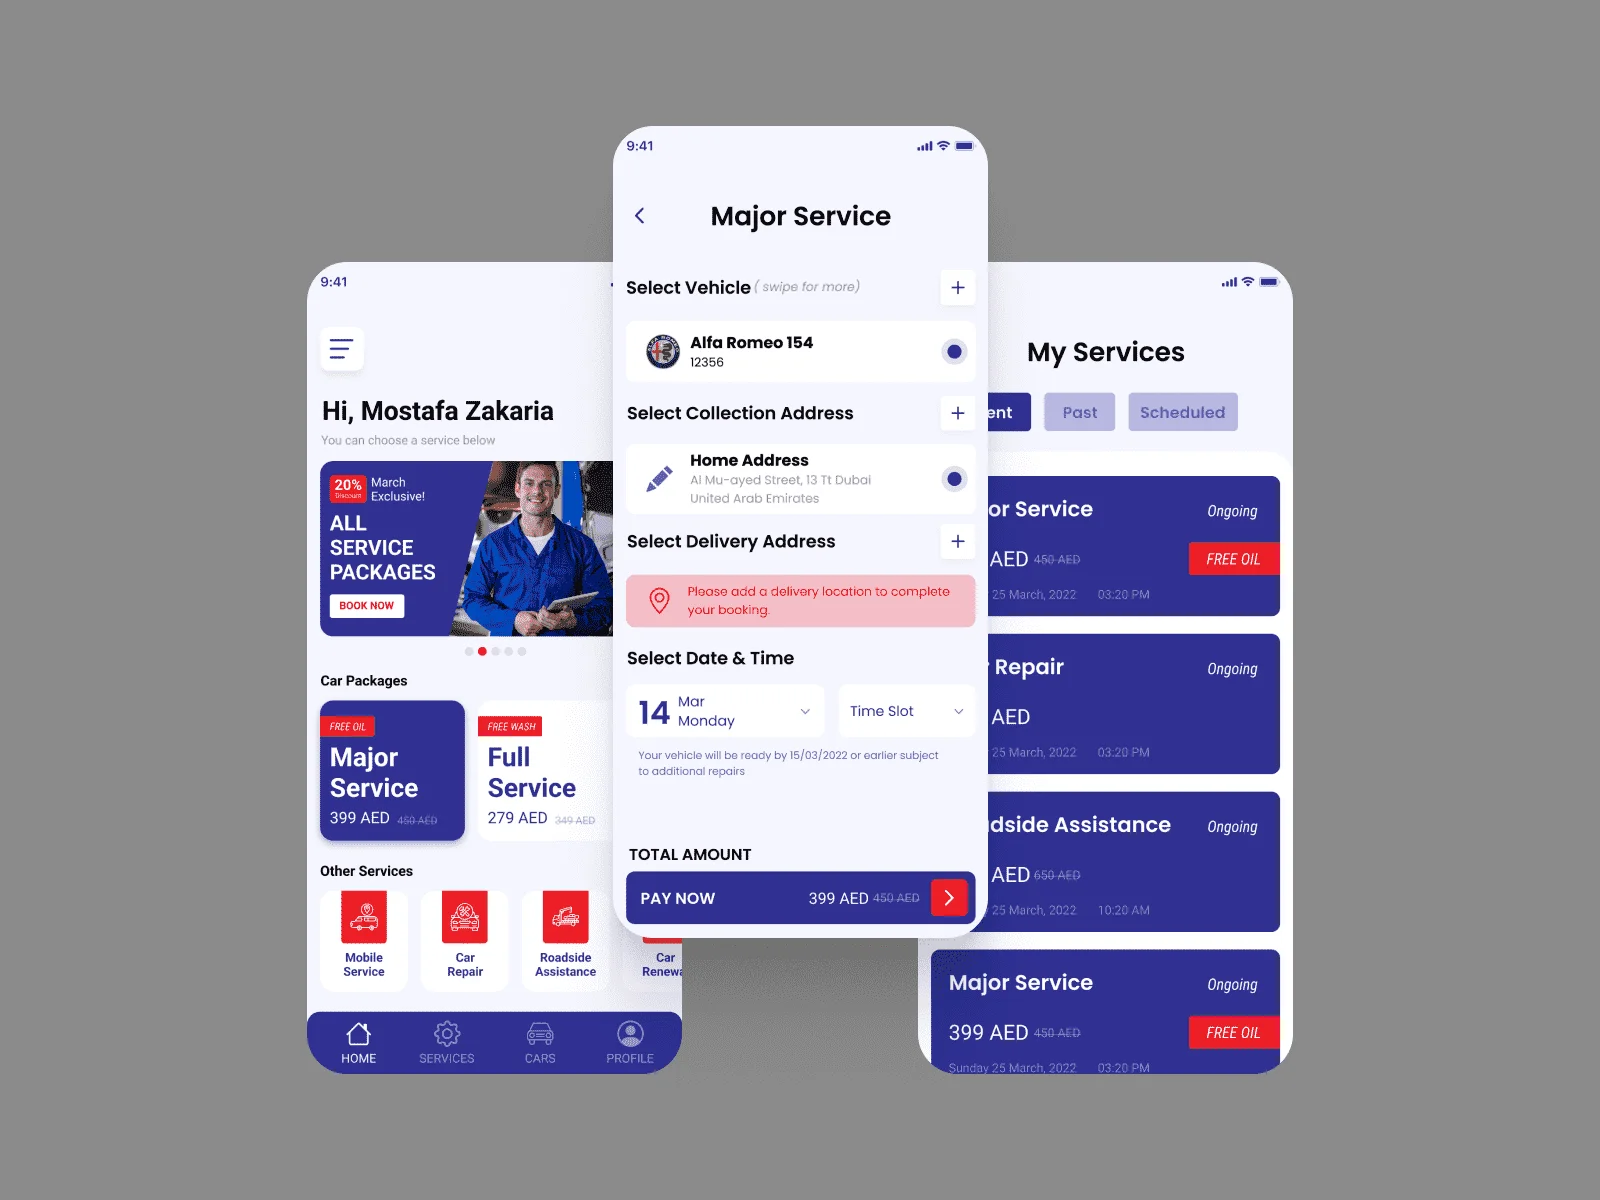 9:41
Hi, Mostafa Zakaria
You can choose a service below
20%
Discount
March
Exclusive!
ALL
SERVICE
PACKAGES
BOOK NOW
Car Packages
FREE OIL
Major
Service
399 AED 450 AED
FREE WASH
Full
Service
279 AED 349 AED
Other Services
Mobile
Service
Car
Repair
Roadside
Assistance
Car
Renewa
HOME
SERVICES
CARS
PROFILE
9:41
Major Service
Select Vehicle ( swipe for more)
Alfa Romeo 154
12356
Select Collection Address
Home Address
Al Mu-ayed Street, 13 Tt Dubai
United Arab Emirates
Select Delivery Address
Please add a delivery location to complete
your booking.
Select Date & Time
14
Mar
Monday
Time Slot
Your vehicle will be ready by 15/03/2022 or earlier subject
to additional repairs
TOTAL AMOUNT
PAY NOW 399 AED 450 AED
My Services
ent
Past
Scheduled
or Service
Ongoing
AED 450 AED
FREE OIL
25 March, 2022 03:20 PM
Repair
Ongoing
AED
25 March, 2022 03:20 PM
dside Assistance
Ongoing
AED 650 AED
25 March, 2022 10:20 AM
Major Service
Ongoing
399 AED 450 AED
FREE OIL
Sunday 25 March, 2022 03:20 PM